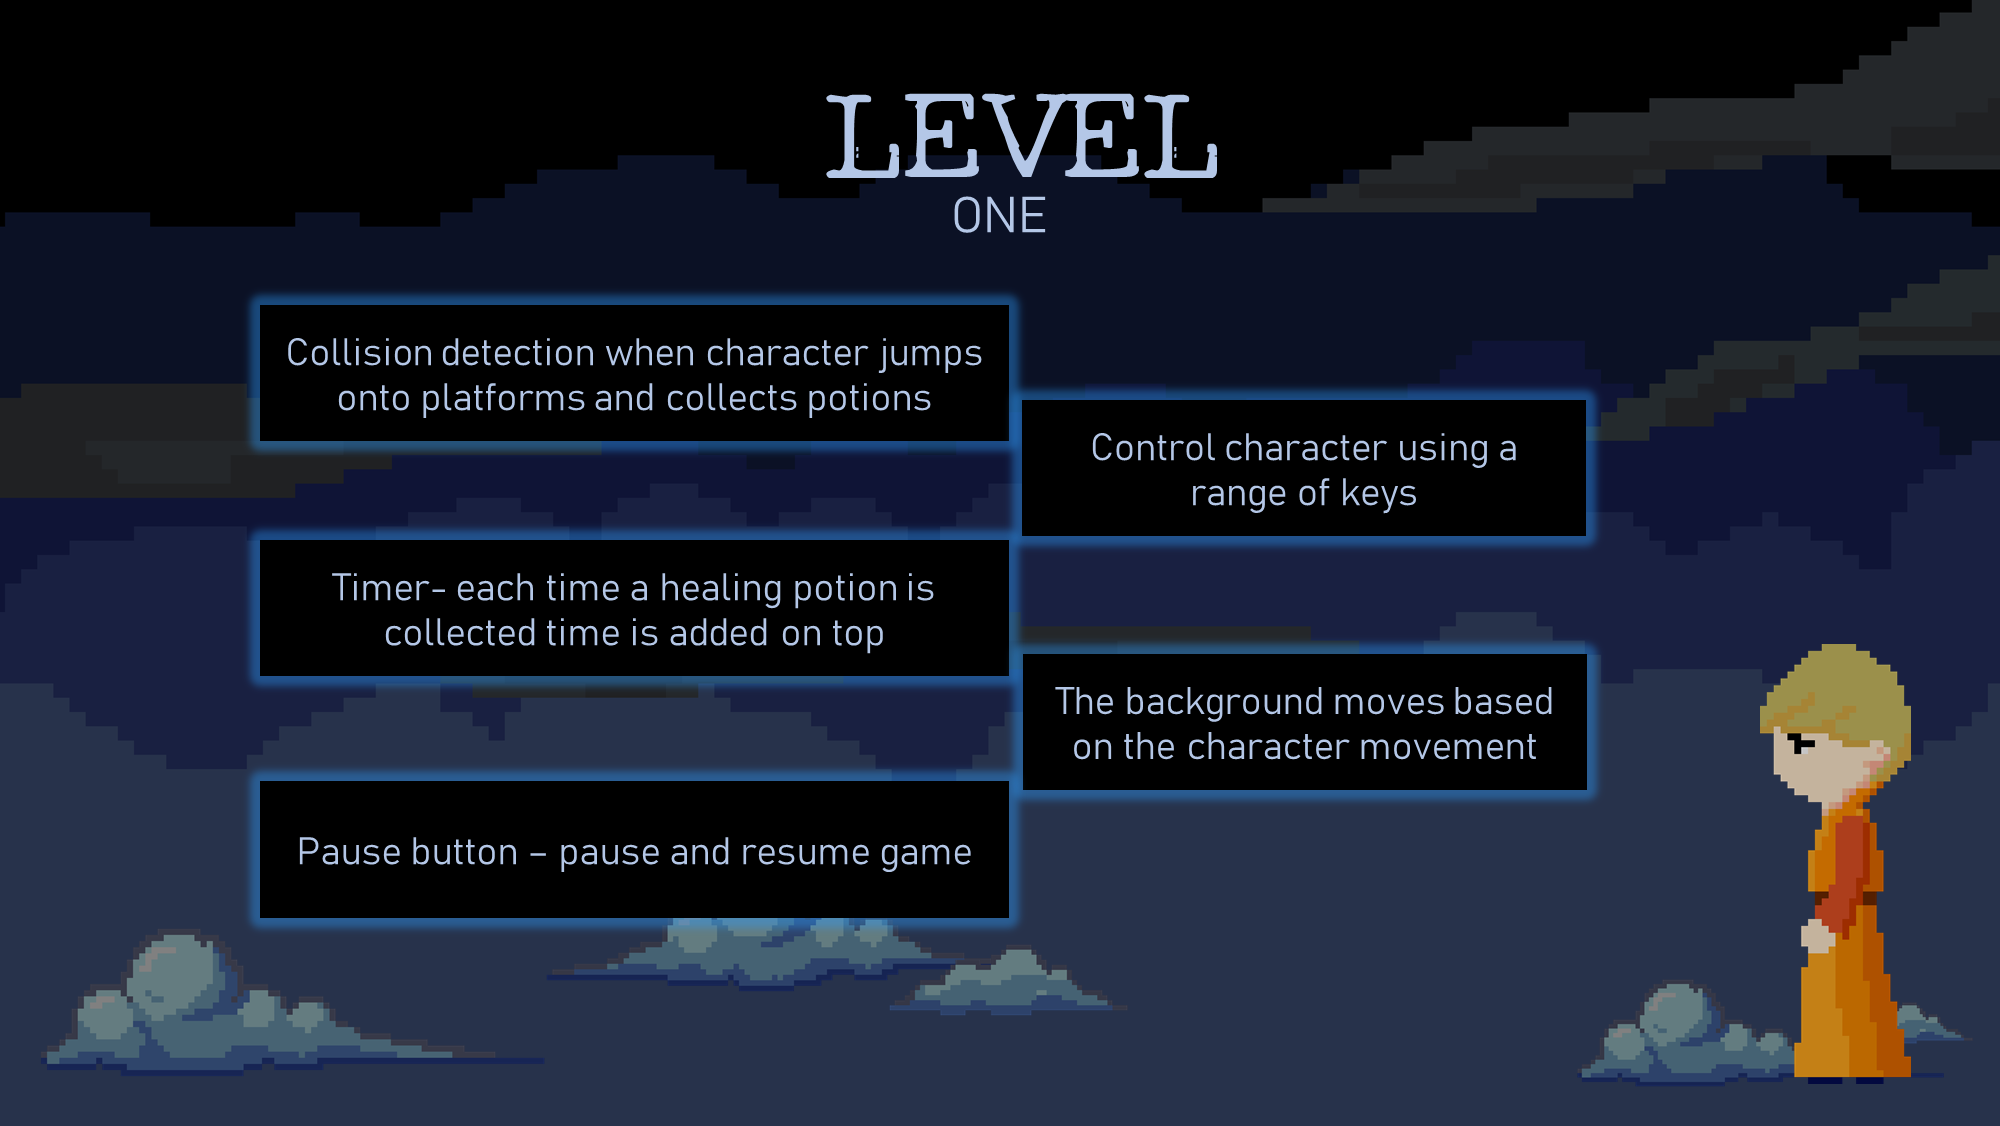 LEVEL
ONE
Collision detection when character jumps
onto platforms and collects potions
Control character using a
range of keys
Timer- each time a healing potion is
collected time is added on top
The background moves based
on the character movement
Pause button – pause and resume game